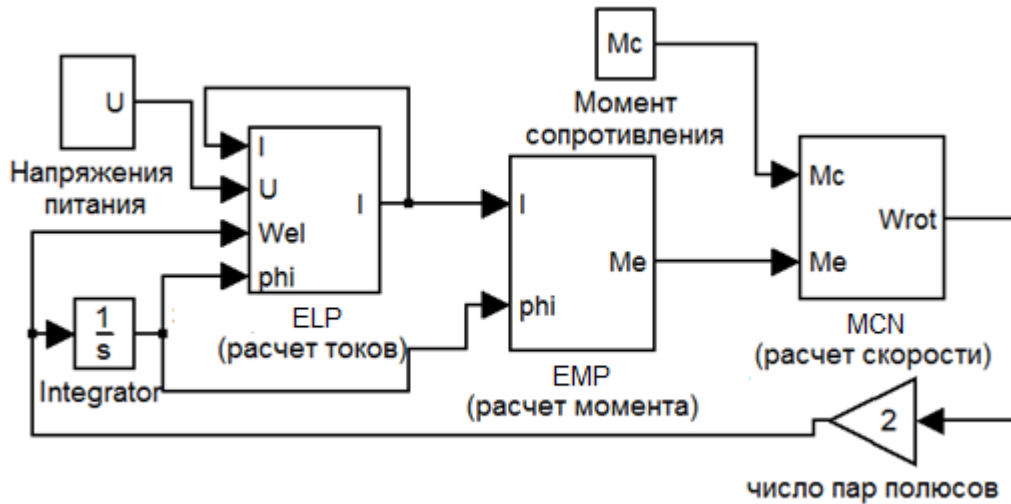 U
Напряжения
питания
I
U
Wel
phi
I
ELP
(расчет токов)
1
s
Integrator
Mc
Момент
сопротивления
I
phi
Me
EMP
(расчет момента)
Mc
Me
Wrot
MCN
(расчет скорости)
2
число пар полюсов